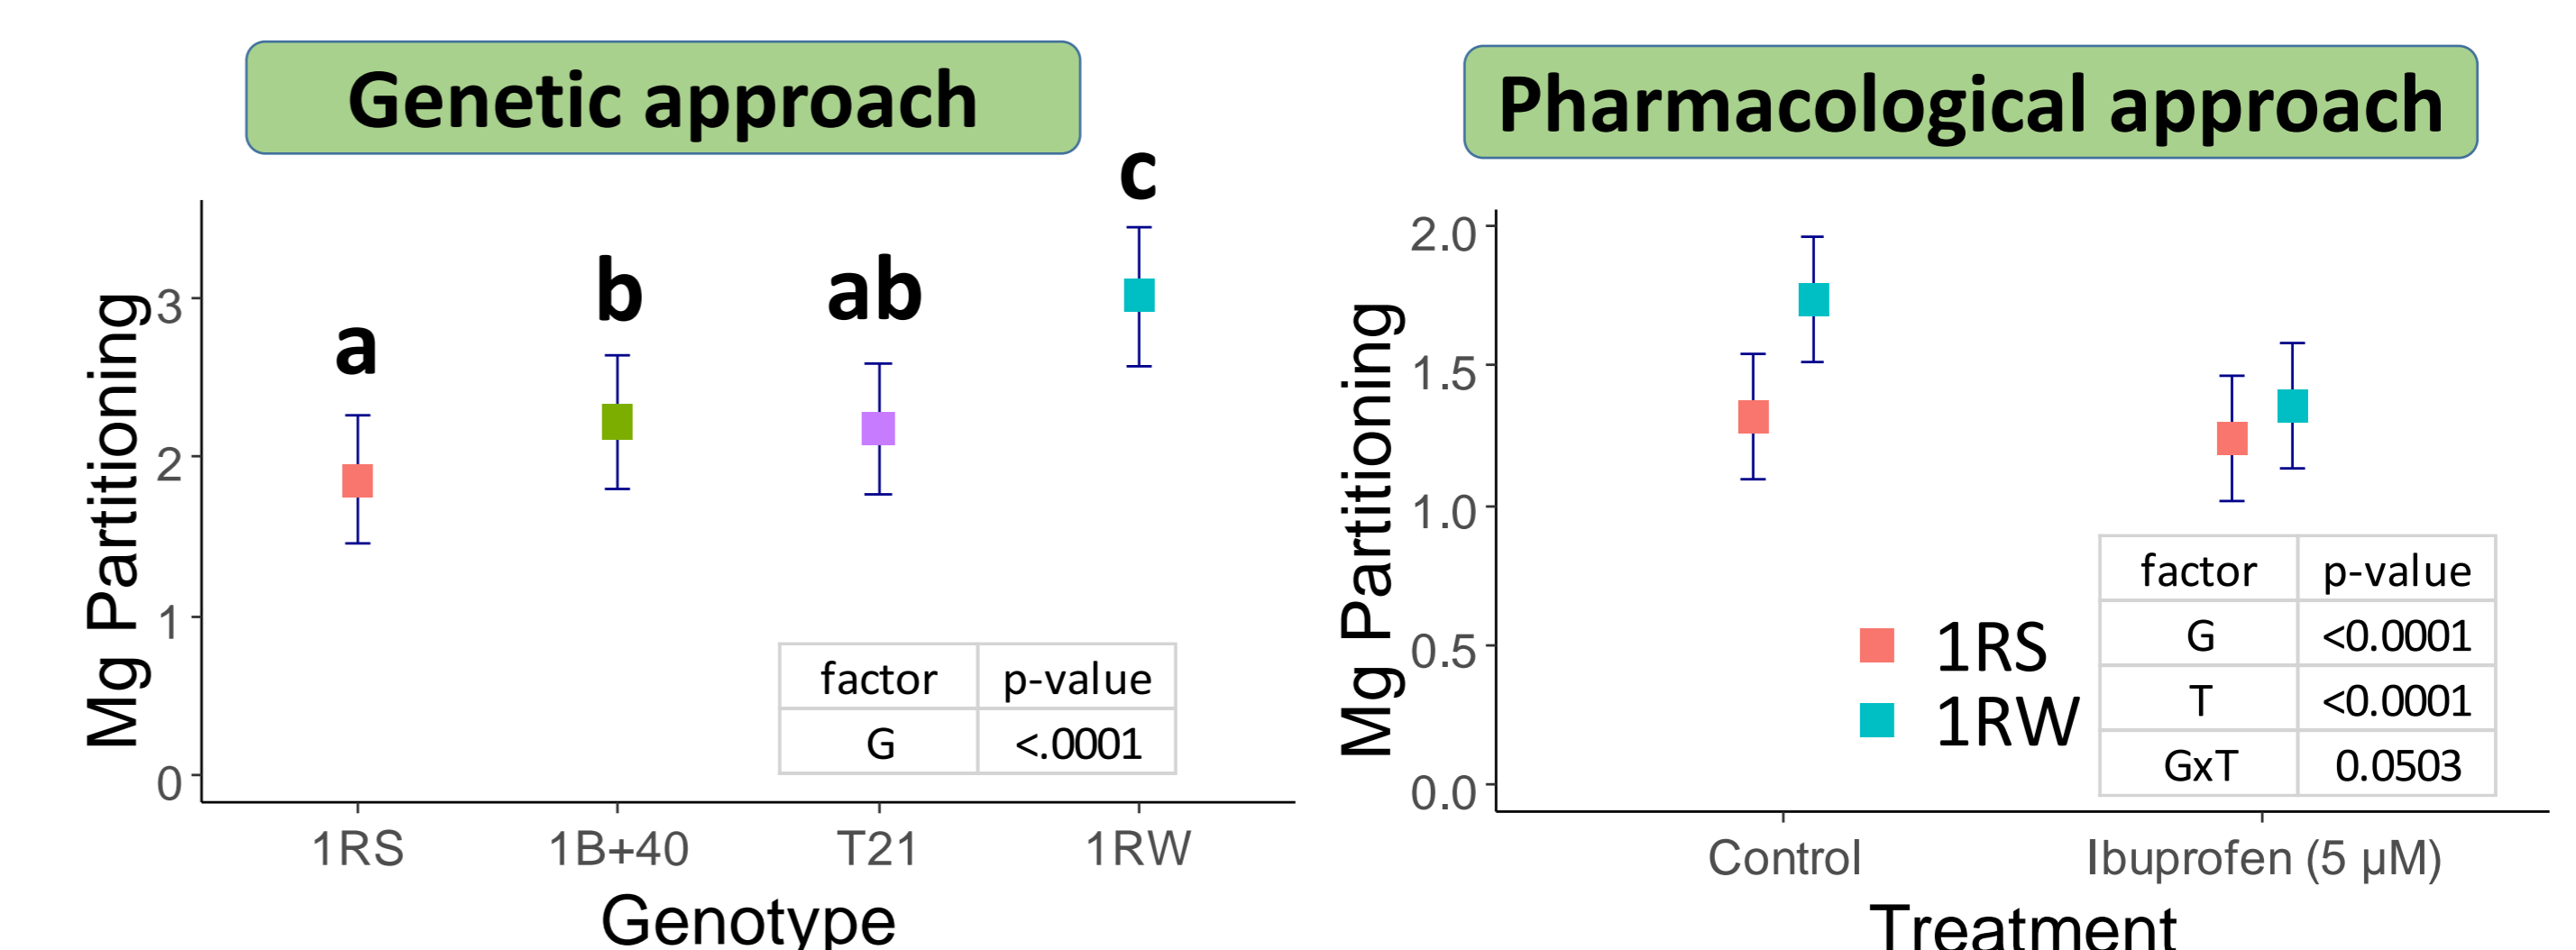 Genetic approach
a
b
ab
c
Mg Partitioning
3
2
1
0
factor p-value
G <.0001
1RS 1B+40 T21 1RW
Genotype
Pharmacological approach
Mg Partitioning
2.0
1.5
1.0
0.5
0.0
1RS
1RW
factor p-value
G <0.0001
T <0.0001
GxT 0.0503
Control Ibuprofen (5 µM)
Treatment